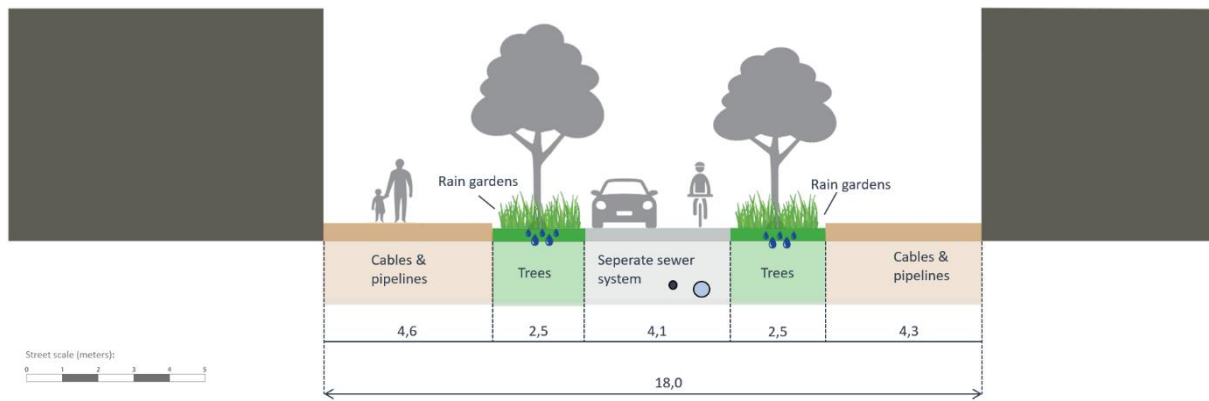 Rain gardens
Rain gardens
Cables &
pipelines
Trees
Seperate sewer
system
Trees
Cables &
pipelines
4,6
2,5
4,1
2,5
4,3
Street scale (meters):
0 1 2 3 4 5
18,0